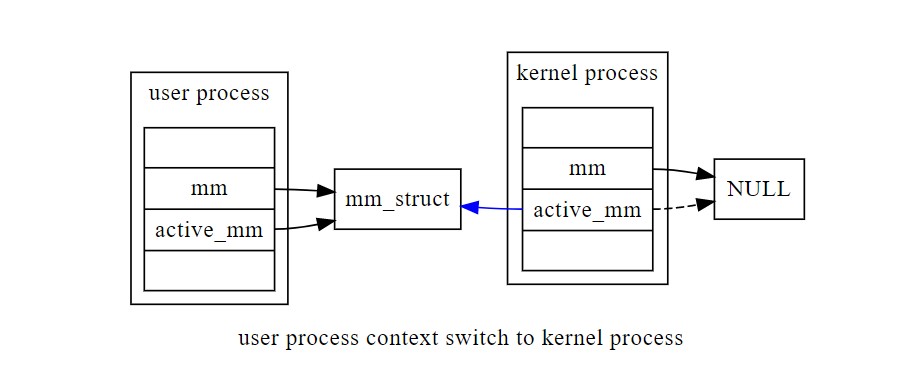 user process
mm
active_mm
mm_struct
kernel process
mm
active_mm
NULL
user process context switch to kernel process